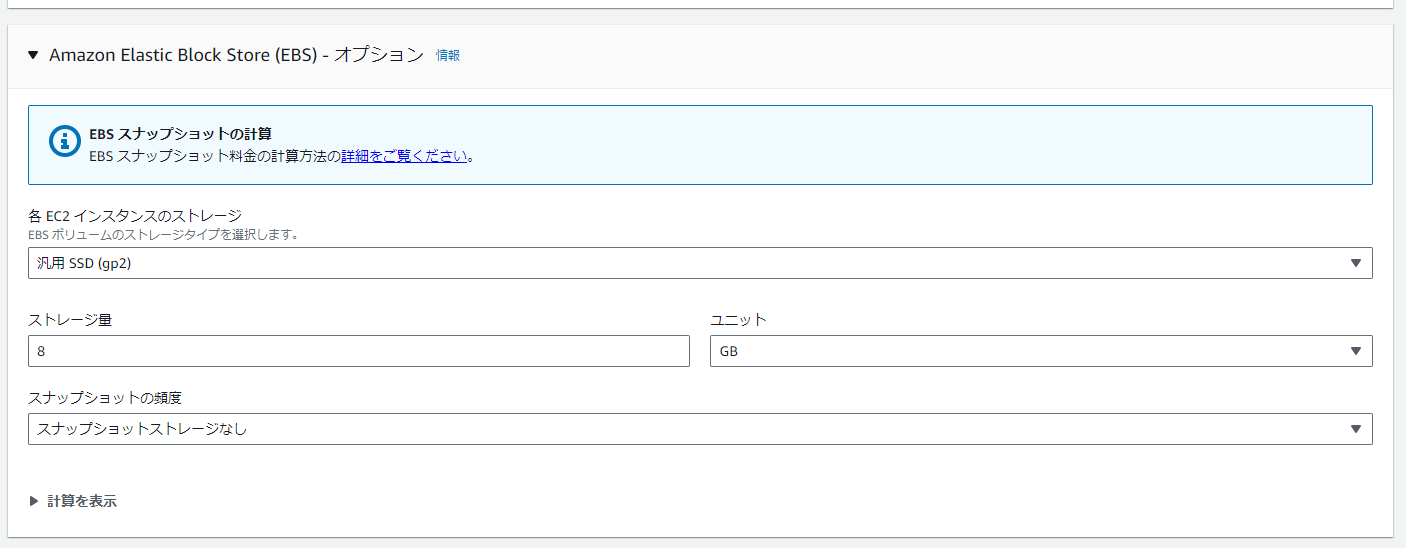 Amazon Elastic Block Store (EBS) - オプション 情報
EBS スナップショットの計算
EBS スナップショット料金の計算方法の詳細をご覧ください。
各 EC2 インスタンスのストレージ
EBS ボリュームのストレージタイプを選択します。
汎用 SSD (gp2)
ストレージ量 ユニット
8 GB
スナップショットの頻度
スナップショットストレージなし
計算を表示